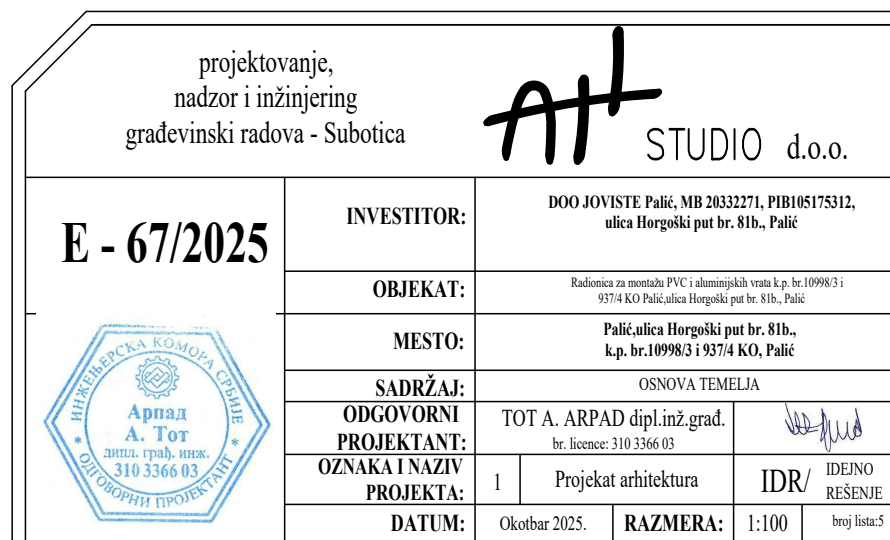 projektovanje,
nadzor i inžinjering
građevinski radova - Subotica
STUDIO d.o.o.
E - 67/2025
INVESTITOR:
DOO JOVISTE Palić, MB 20332271, PIB105175312,
ulica Horgoški put br. 81b., Palić
OBJEKAT:
Radionica za montažu PVC i aluminijskih vrata k.p. br.10998/3 i
937/4 KO Palić,ulica Horgoški put br. 81b., Palić
MESTO:
Palić,ulica Horgoški put br. 81b.,
k.p. br.10998/3 i 937/4 KO, Palić
SADRŽAJ:
OSNOVA TEMELJA
ODGOVORNI
PROJEKTANT:
TOT A. ARPAD dipl.inž.građ.
br. licence: 310 3366 03
OZNAKA I NAZIV
PROJEKTA:
1
Projekat arhitektura
IDR/
IDEJNO
REŠENJE
DATUM:
Okotbar 2025.
RAZMERA:
1:100
broj lista:5
ИНЖЕЊЕРСКА КОМОРА СРБИЈЕ
Арпад
А. Тот
дипл. грађ. инж.
310 3366 03
* ОДГОВОРНИ ПРОЈЕКТАНТ *